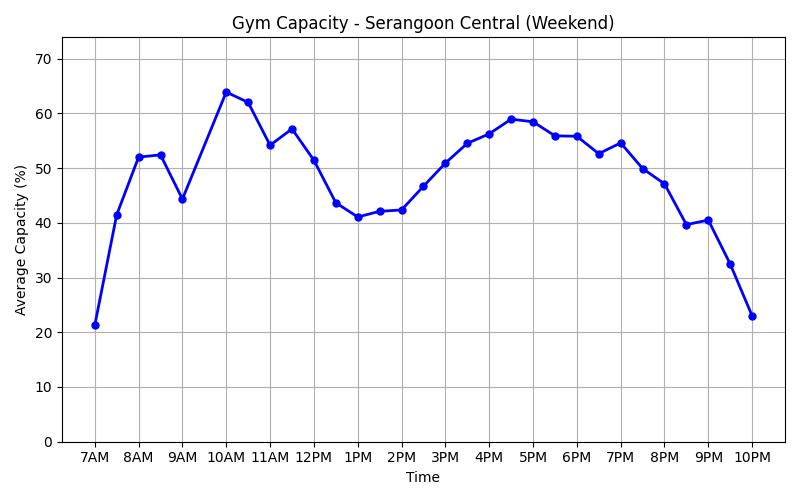 Gym Capacity - Serangoon Central (Weekend)
Average Capacity (%)
70
60
50
40
30
20
10
0
7AM 8AM 9AM 10AM 11AM 12PM 1PM 2PM 3PM 4PM 5PM 6PM 7PM 8PM 9PM 10PM
Time